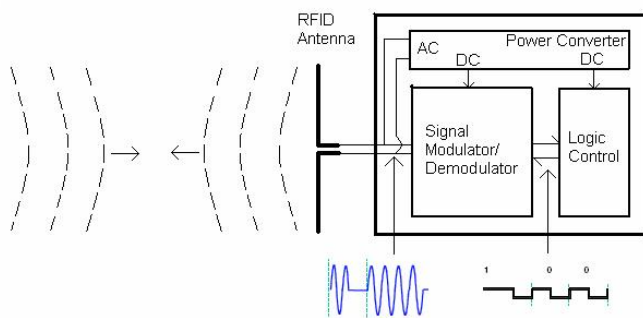 RFID
Antenna
AC
Power Converter
DC
DC
Signal
Modulator/
Demodulator
Logic
Control
1 0 0